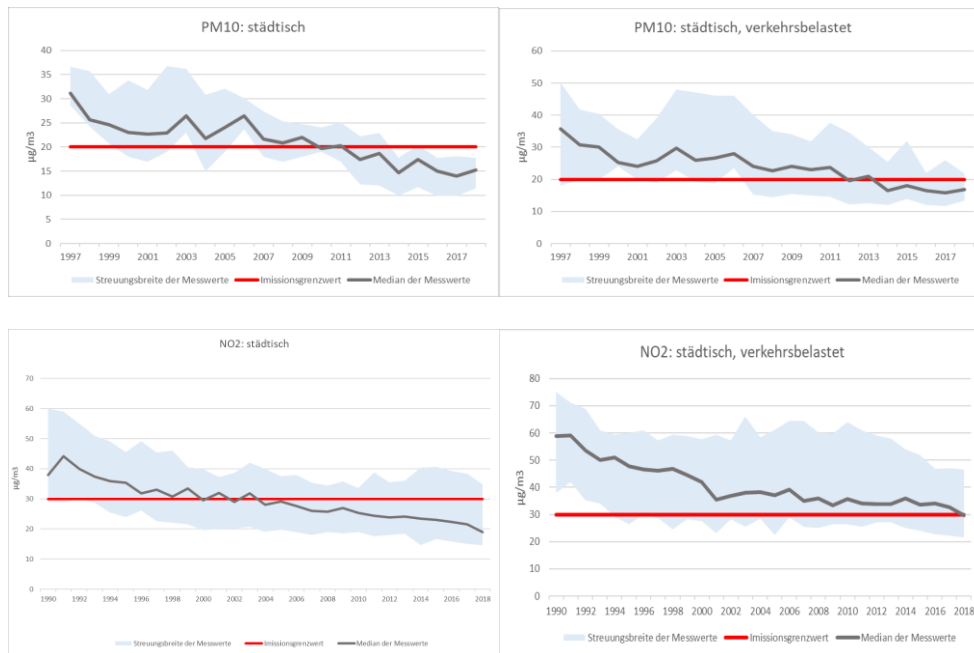 PM10: städtisch
40
35
30
25
20
15
10
5
0
µg/m3
1997 1999 2001 2003 2005 2007 2009 2011 2013 2015 2017
Streuungsbreite der Messwerte Imissionsgrenzwert Median der Messwerte
PM10: städtisch, verkehrsbelastet
60
50
40
30
20
10
0
µg/m3
1997 1999 2001 2003 2005 2007 2009 2011 2013 2015 2017
Streuungsbreite der Messwerte Imissionsgrenzwert Median der Messwerte
NO2: städtisch
70
60
50
40
30
20
10
0
µg/m3
1990 1992 1994 1996 1998 2000 2002 2004 2006 2008 2010 2012 2014 2016 2018
Streuungsbreite der Messwerte Imissionsgrenzwert Median der Messwerte
NO2: städtisch, verkehrsbelastet
80
70
60
50
40
30
20
10
0
µg/m3
1990 1992 1994 1996 1998 2000 2002 2004 2006 2008 2010 2012 2014 2016 2018
Streuungsbreite der Messwerte Imissionsgrenzwert Median der Messwerte